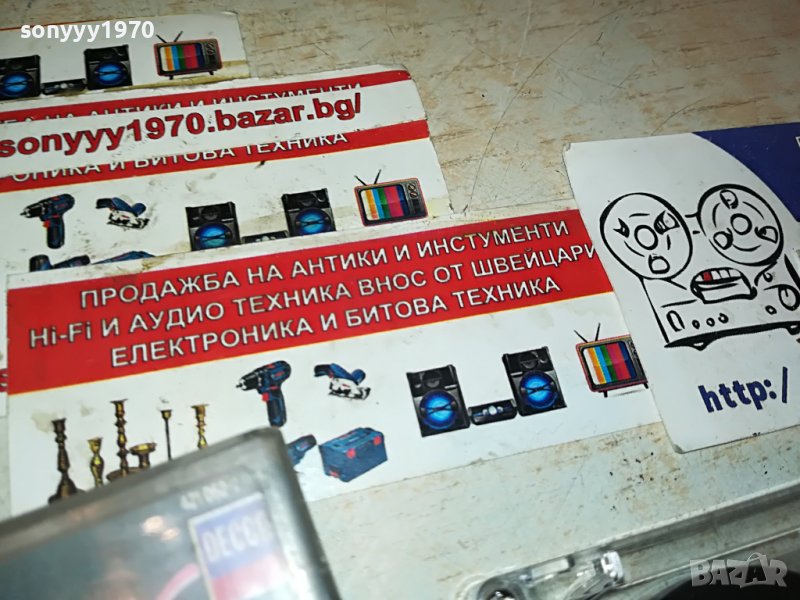 sonyyy1970
sonyyy1970
НА АНТИКИ И ИНСТУМЕНТИ
sonyyy1970.bazar.bg/
ОНИКА И БИТОВА ТЕХНИКА
ПРОДАЖБА НА АНТИКИ И ИНСТУМЕНТИ
Hi-Fi И АУДИО ТЕХНИКА ВНОС ОТ ШВЕЙЦАРИ
ЕЛЕКТРОНИКА И БИТОВА ТЕХНИКА
http:/
DECC
BAZAR